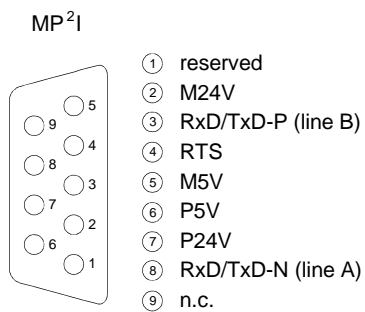 MP²I
① reserved
② M24V
③ RxD/TxD-P (line B)
④ RTS
⑤ M5V
⑥ P5V
⑦ P24V
⑧ RxD/TxD-N (line A)
⑨ n.c.
5
9
4
8
3
7
2
6
1